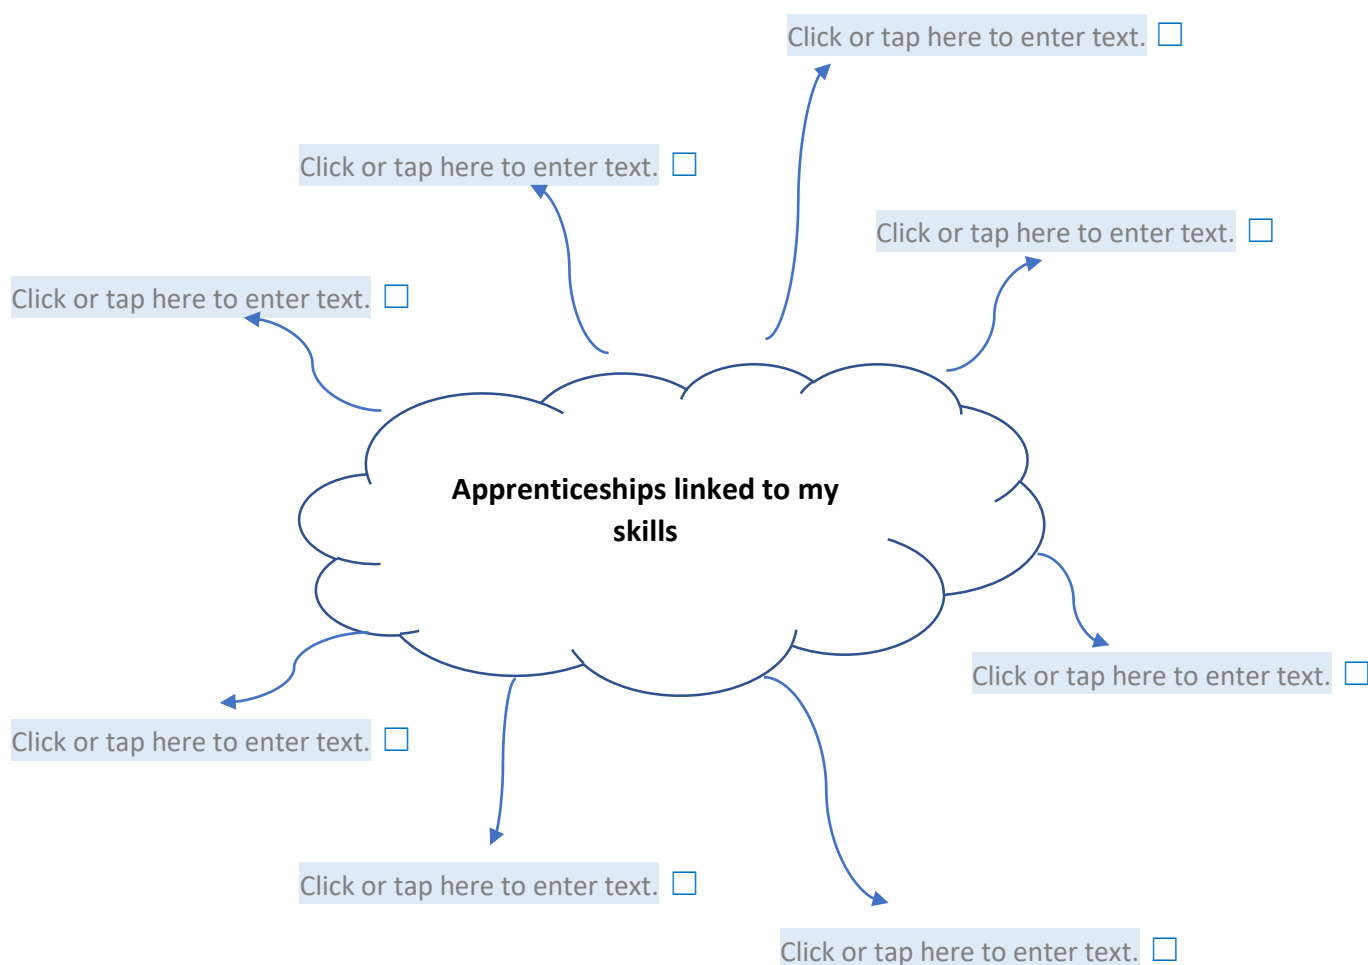 Click or tap here to enter text. ☐
Click or tap here to enter text. ☐
Click or tap here to enter text. ☐
Click or tap here to enter text. ☐
Apprenticeships linked to my
skills
Click or tap here to enter text. ☐
Click or tap here to enter text. ☐
Click or tap here to enter text. ☐
Click or tap here to enter text. ☐